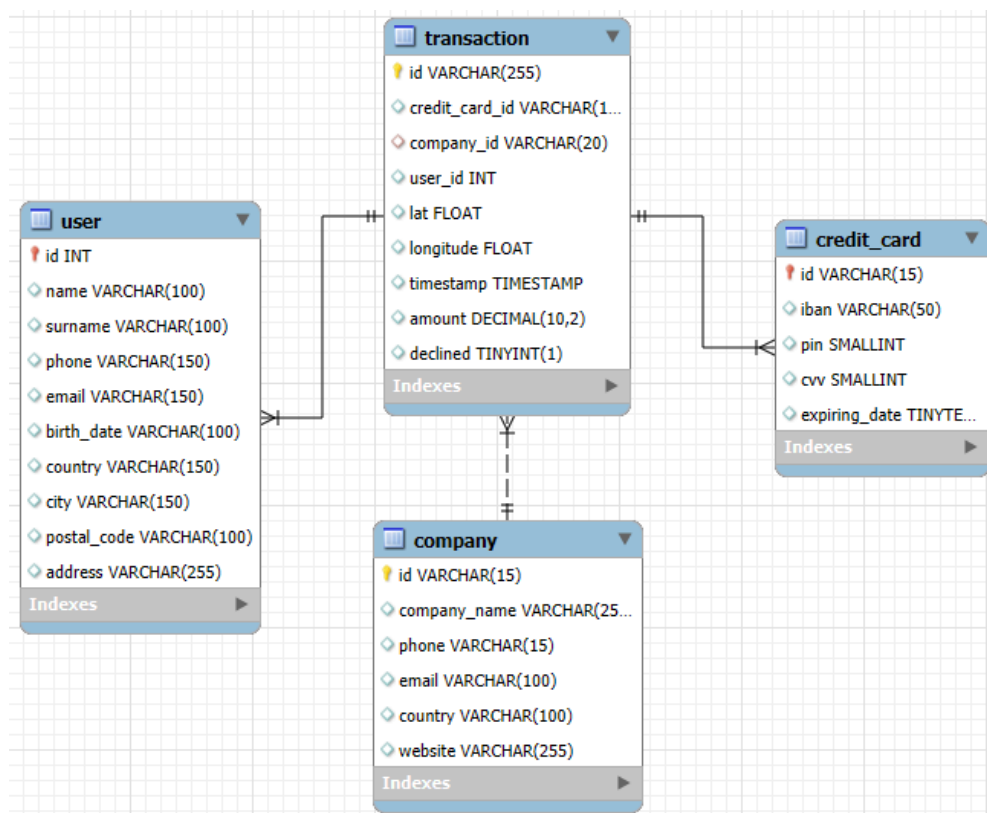 transaction
id VARCHAR(255)
credit_card_id VARCHAR(1...
company_id VARCHAR(20)
user_id INT
lat FLOAT
longitude FLOAT
timestamp TIMESTAMP
amount DECIMAL(10,2)
declined TINYINT(1)
Indexes
user
id INT
name VARCHAR(100)
surname VARCHAR(100)
phone VARCHAR(150)
email VARCHAR(150)
birth_date VARCHAR(100)
country VARCHAR(150)
city VARCHAR(150)
postal_code VARCHAR(100)
address VARCHAR(255)
Indexes
credit_card
id VARCHAR(15)
iban VARCHAR(50)
pin SMALLINT
cvv SMALLINT
expiring_date TINYTE...
Indexes
company
id VARCHAR(15)
company_name VARCHAR(25...
phone VARCHAR(15)
email VARCHAR(100)
country VARCHAR(100)
website VARCHAR(255)
Indexes